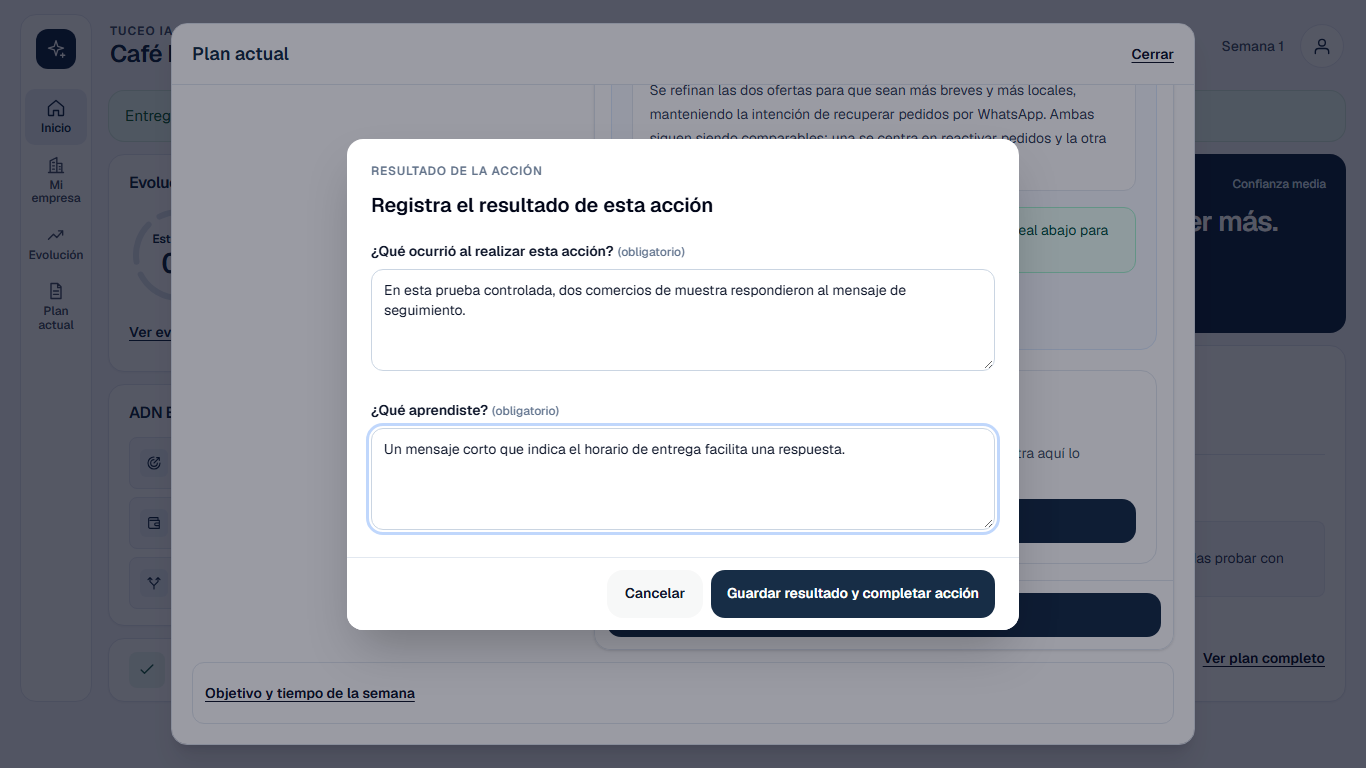 TUCEO IA
Café
Semana 1
Inicio
Mi
empresa
Evolución
Plan
actual
Entreg
Ver ev
ADN
Plan actual
Cerrar
Se refinan las dos ofertas para que sean más breves y más locales,
manteniendo la intención de recuperar pedidos por WhatsApp. Ambas
siguen siendo comparables: una se centra en reactivar pedidos y la otra
eal abajo para
Confianza media
er más.
RESULTADO DE LA ACCIÓN
Registra el resultado de esta acción
¿Qué ocurrió al realizar esta acción? (obligatorio)
En esta prueba controlada, dos comercios de muestra respondieron al mensaje de
seguimiento.
¿Qué aprendiste? (obligatorio)
Un mensaje corto que indica el horario de entrega facilita una respuesta.
Cancelar
Guardar resultado y completar acción
tra aquí lo
as probar con
Ver plan completo
Objetivo y tiempo de la semana